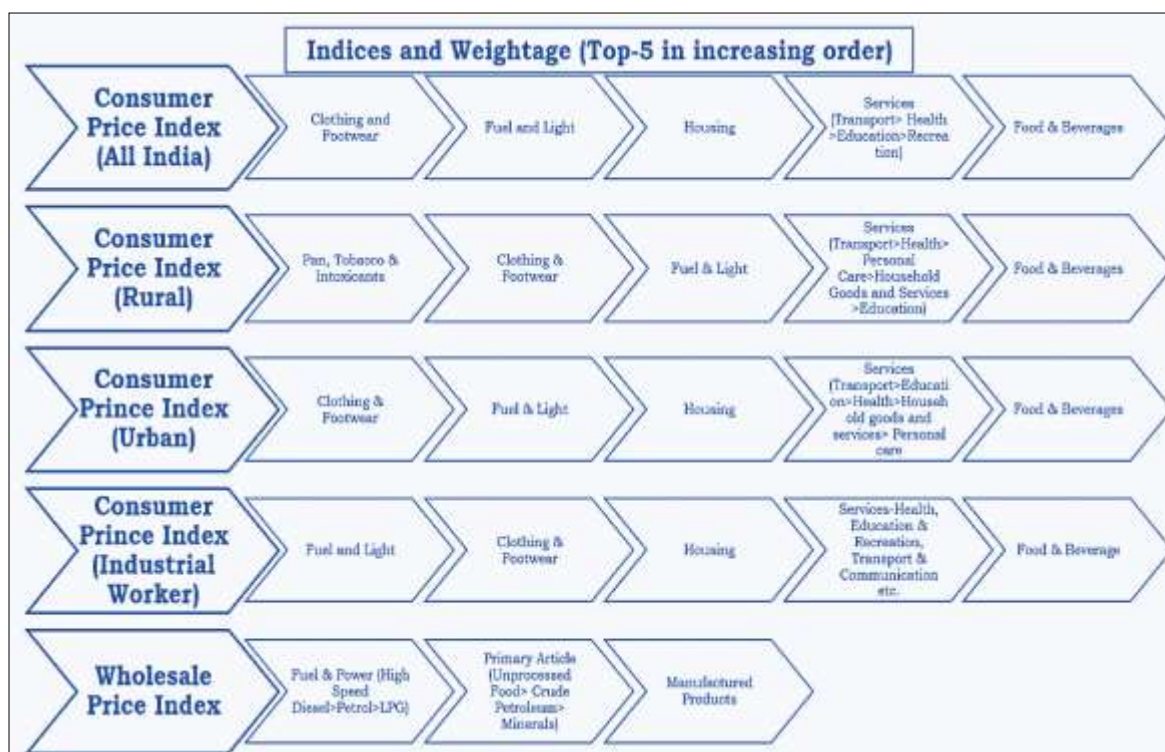 Indices and Weightage (Top-5 in increasing order)
Consumer
Price Index
(All India)
Clothing and
Footwear
Fuel and Light
Housing
Services
(Transport> Health
>Education>Recrea
tion)
Food & Beverages
Consumer
Price Index
(Rural)
Pan, Tobacco &
Intoxicants
Clothing &
Footwear
Fuel & Light
Services
(Transport>Health>
Personal
Care>Household
Goods and Services
>Education)
Food & Beverages
Consumer
Prince Index
(Urban)
Clothing &
Footwear
Fuel & Light
Housing
Services
(Transport>Educati
on>Health>Househ
old goods and
services> Personal
care
Food & Beverages
Consumer
Prince Index
(Industrial
Worker)
Fuel and Light
Clothing &
Footwear
Housing
Services-Health,
Education &
Recreation,
Transport &
Communication
etc.
Food & Beverage
Wholesale
Price Index
Fuel & Power (High
Speed
Diesel>Petrol>LPG)
Primary Article
(Unprocessed
Food> Crude
Petroleum>
Minerals)
Manufactured
Products